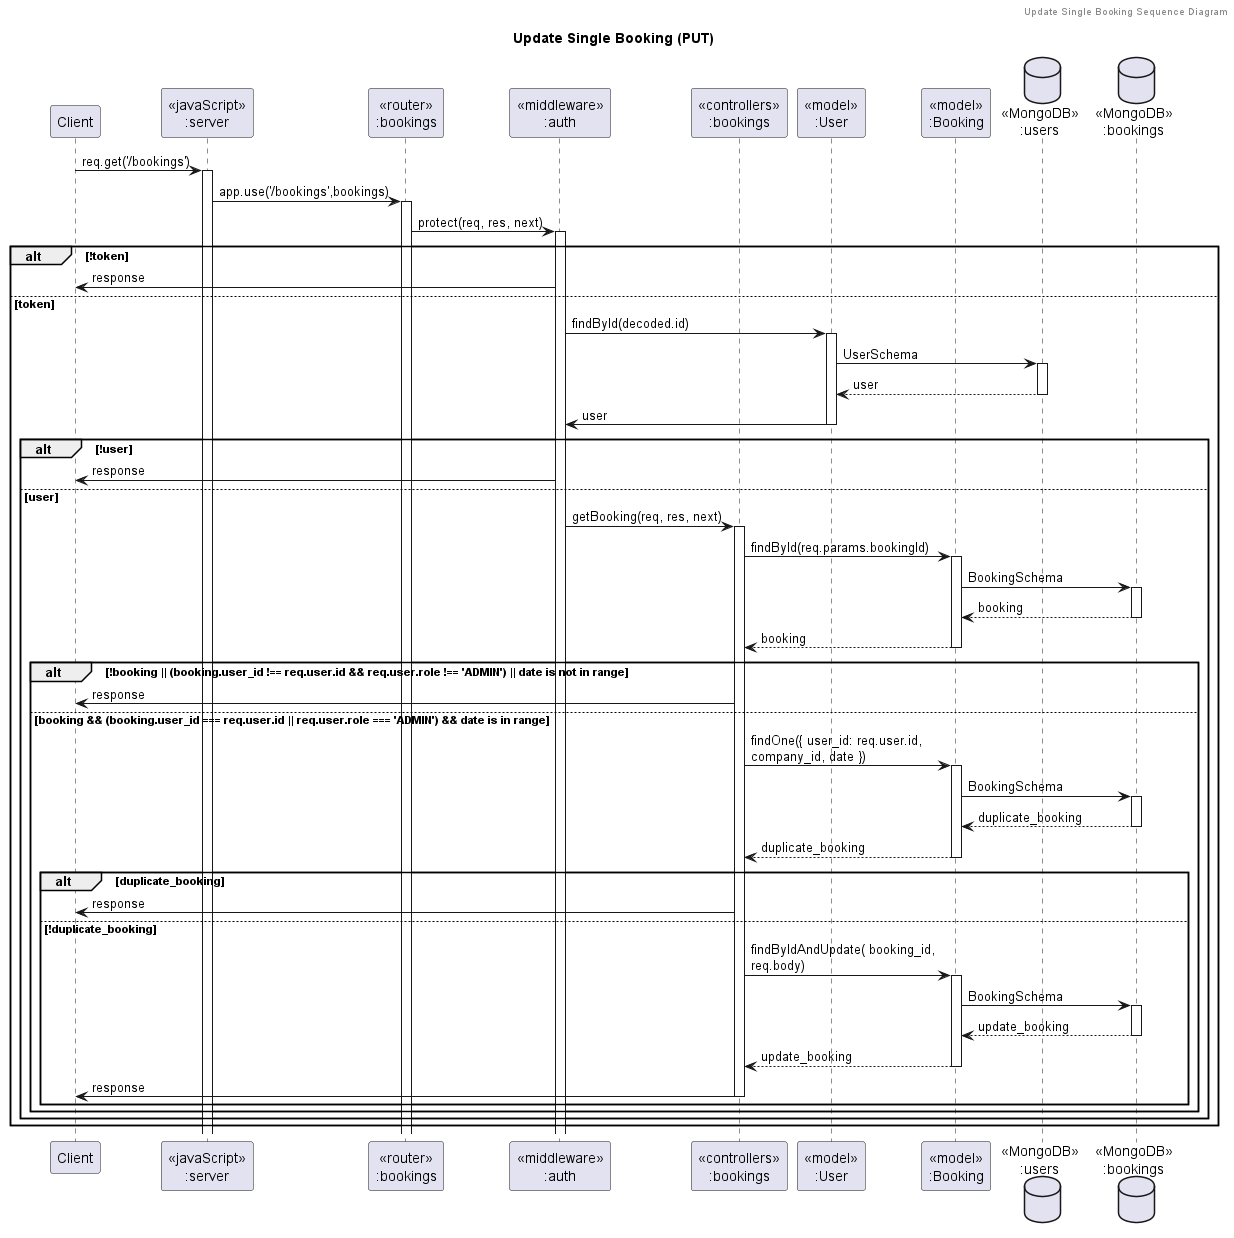 Update Single Booking Sequence Diagram
Update Single Booking (PUT)
Client
«javaScript»
:server
«router»
:bookings
«middleware»
:auth
«controllers»
:bookings
«model»
:User
«model»
:Booking
«MongoDB»
:users
«MongoDB»
:bookings
req.get('/bookings')
app.use('/bookings',bookings)
protect(req, res, next)
alt [!token]
response
[token]
findById(decoded.id)
UserSchema
user
user
alt [!user]
response
[user]
getBooking(req, res, next)
findById(req.params.bookingId)
BookingSchema
booking
booking
alt [!booking || (booking.user_id !== req.user.id && req.user.role !== 'ADMIN') || date is not in range]
response
[booking && (booking.user_id === req.user.id || req.user.role === 'ADMIN') && date is in range]
findOne({ user_id: req.user.id,
company_id, date })
BookingSchema
duplicate_booking
duplicate_booking
alt [duplicate_booking]
response
[!duplicate_booking]
findByIdAndUpdate( booking_id,
req.body)
BookingSchema
update_booking
update_booking
response
Client
«javaScript»
:server
«router»
:bookings
«middleware»
:auth
«controllers»
:bookings
«model»
:User
«model»
:Booking
«MongoDB»
:users
«MongoDB»
:bookings